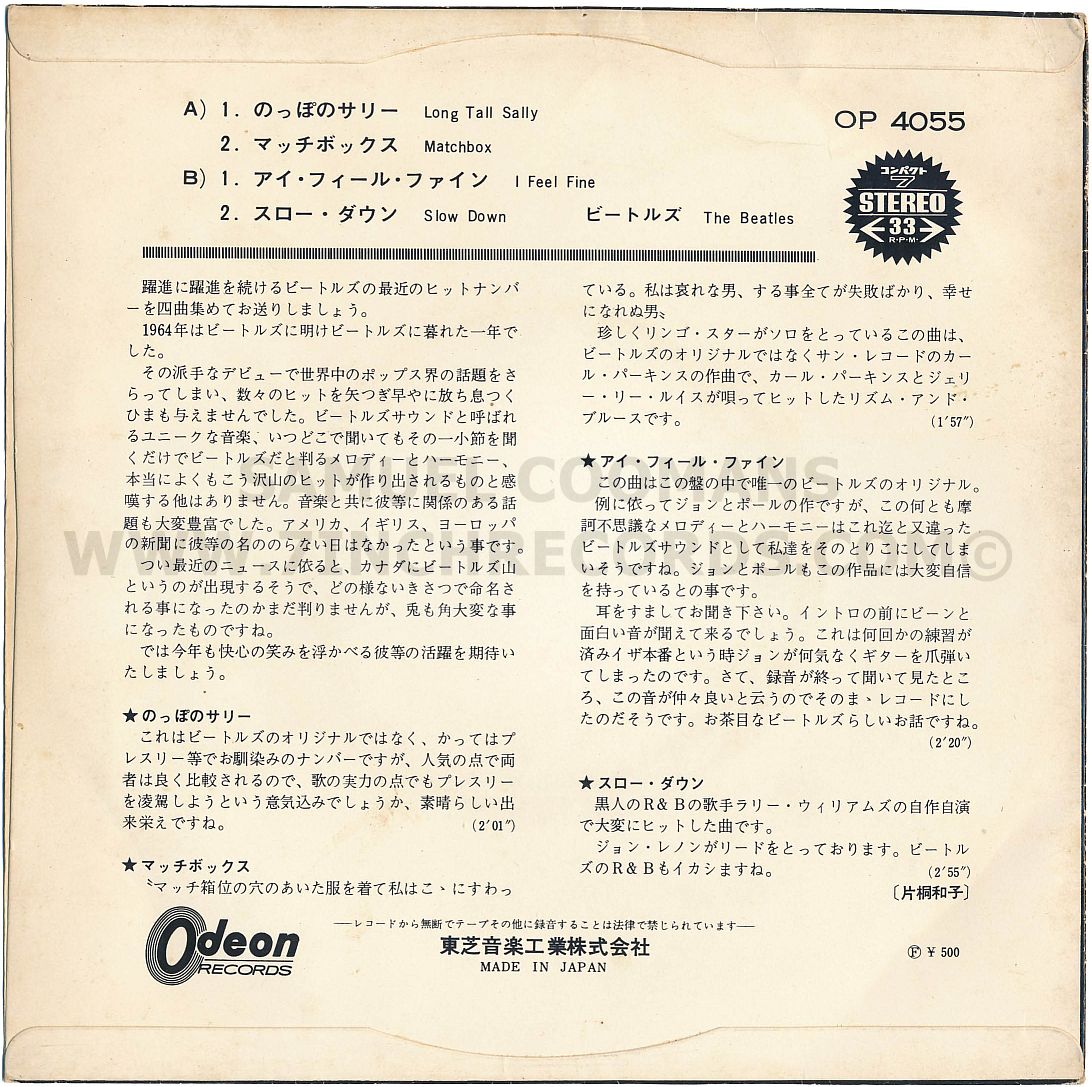 A) 1. のっぽのサリー Long Tall Sally
2. マッチボックス Matchbox
B) 1. アイ・フィール・ファイン I Feel Fine
2. スロー・ダウン Slow Down ビートルズ The Beatles
OP 4055
コンパクト
7
STEREO
33
R・P・M・
躍進に躍進を続けるビートルズの最近のヒットナンバ
ーを四曲集めてお送りしましょう。
1964年はビートルズに明けビートルズに暮れた一年で
した。
その派手なデビューで世界中のポップス界の話題をさ
らってしまい、数々のヒットを矢つぎ早やに放ち息つく
ひまも与えませんでした。ビートルズサウンドと呼ばれ
るユニークな音楽、いつどこで聞いてもその一小節を聞
くだけでビートルズだと判るメロディーとハーモニー、
本当によくもこう沢山のヒットが作り出されるものと感
嘆する他はありません。音楽と共に彼等に関係のある話
題も大変豊富でした。アメリカ、イギリス、ヨーロッパ
の新聞に彼等の名ののらない日はなかったという事です。
つい最近のニュースに依ると、カナダにビートルズ山
というのが出現するそうで、どの様ないきさつで命名さ
れる事になったのかまだ判りませんが、兎も角大変な事
になったものですね。
では今年も快心の笑みを浮かべる彼等の活躍を期待い
たしましょう。
★のっぽのサリー
これはビートルズのオリジナルではなく、かってはプ
レスリー等でお馴染みのナンバーですが、人気の点で両
者は良く比較されるので、歌の実力の点でもプレスリー
を凌駕しようという意気込みでしょうか、素晴らしい出
来栄えですね。 (2′01″)
★マッチボックス
〝マッチ箱位の穴のあいた服を着て私はこゝにすわっ
ている。私は哀れな男、する事全てが失敗ばかり、幸せ
になれぬ男〟
珍しくリンゴ・スターがソロをとっているこの曲は、
ビートルズのオリジナルではなくサン・レコードのカー
ル・パーキンスの作曲で、カール・パーキンスとジェリ
ー・リー・ルイスが唄ってヒットしたリズム・アンド・
ブルースです。 (1′57″)
★アイ・フィール・ファイン
この曲はこの盤の中で唯一のビートルズのオリジナル。
例に依ってジョンとポールの作ですが、この何とも摩
訶不思議なメロディーとハーモニーはこれ迄と又違った
ビートルズサウンドとして私達をそのとりこにしてしま
いそうですね。ジョンとポールもこの作品には大変自信
を持っているとの事です。
耳をすましてお聞き下さい。イントロの前にビーンと
面白い音が聞えて来るでしょう。これは何回かの練習が
済みイザ本番という時ジョンが何気なくギターを爪弾い
てしまったのです。さて、録音が終って聞いて見たとこ
ろ、この音が仲々良いと云うのでそのまゝレコードにし
たのだそうです。お茶目なビートルズらしいお話ですね。
(2′20″)
★スロー・ダウン
黒人のR&Bの歌手ラリー・ウィリアムズの自作自演
で大変にヒットした曲です。
ジョン・レノンがリードをとっております。ビートル
ズのR&Bもイカシますね。 (2′55″)
〔片桐和子〕
SAMUEL COOMANS
Odeon
RECORDS
──レコードから無断でテープその他に録音することは法律で禁じられています──
東芝音楽工業株式会社
MADE IN JAPAN
Ⓕ ¥ 500